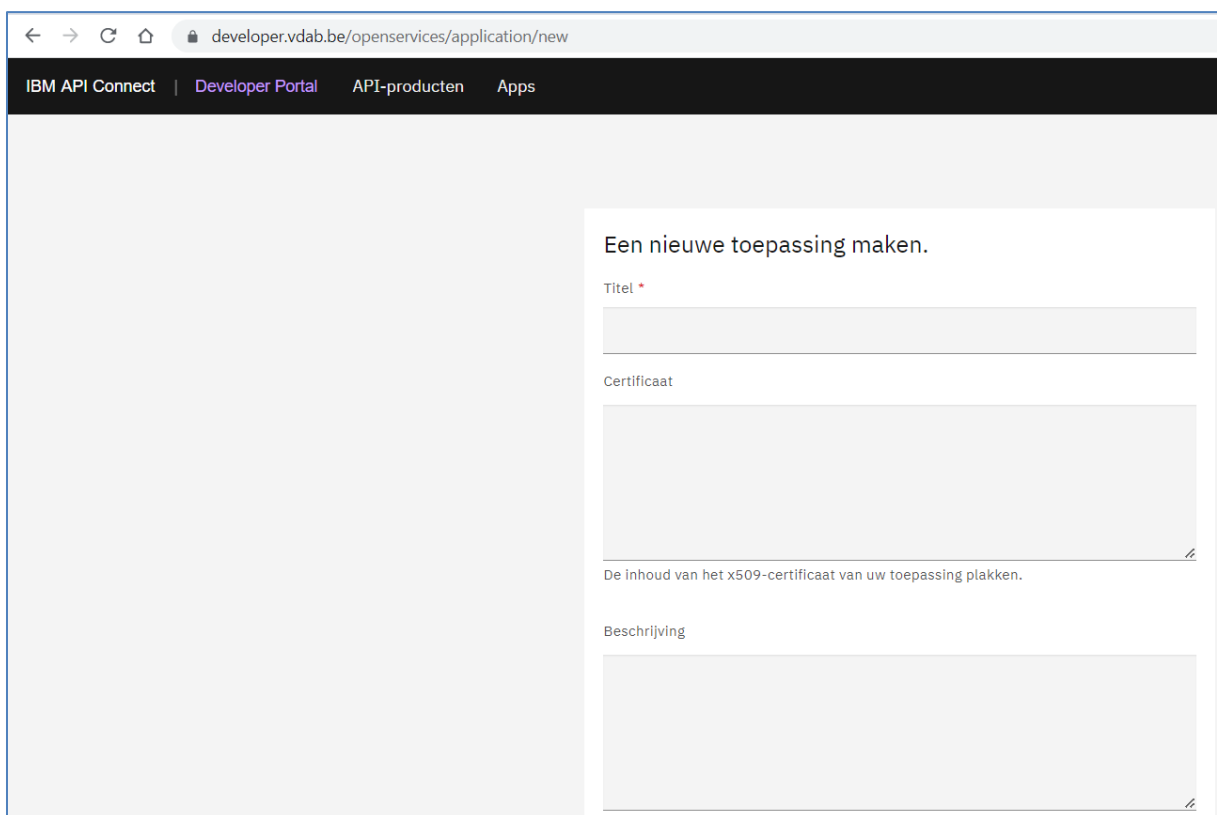 developer.vdab.be/openservices/application/new
IBM API Connect | Developer Portal API-producten Apps
Een nieuwe toepassing maken.
Titel *
Certificaat
De inhoud van het x509-certificaat van uw toepassing plakken.
Beschrijving